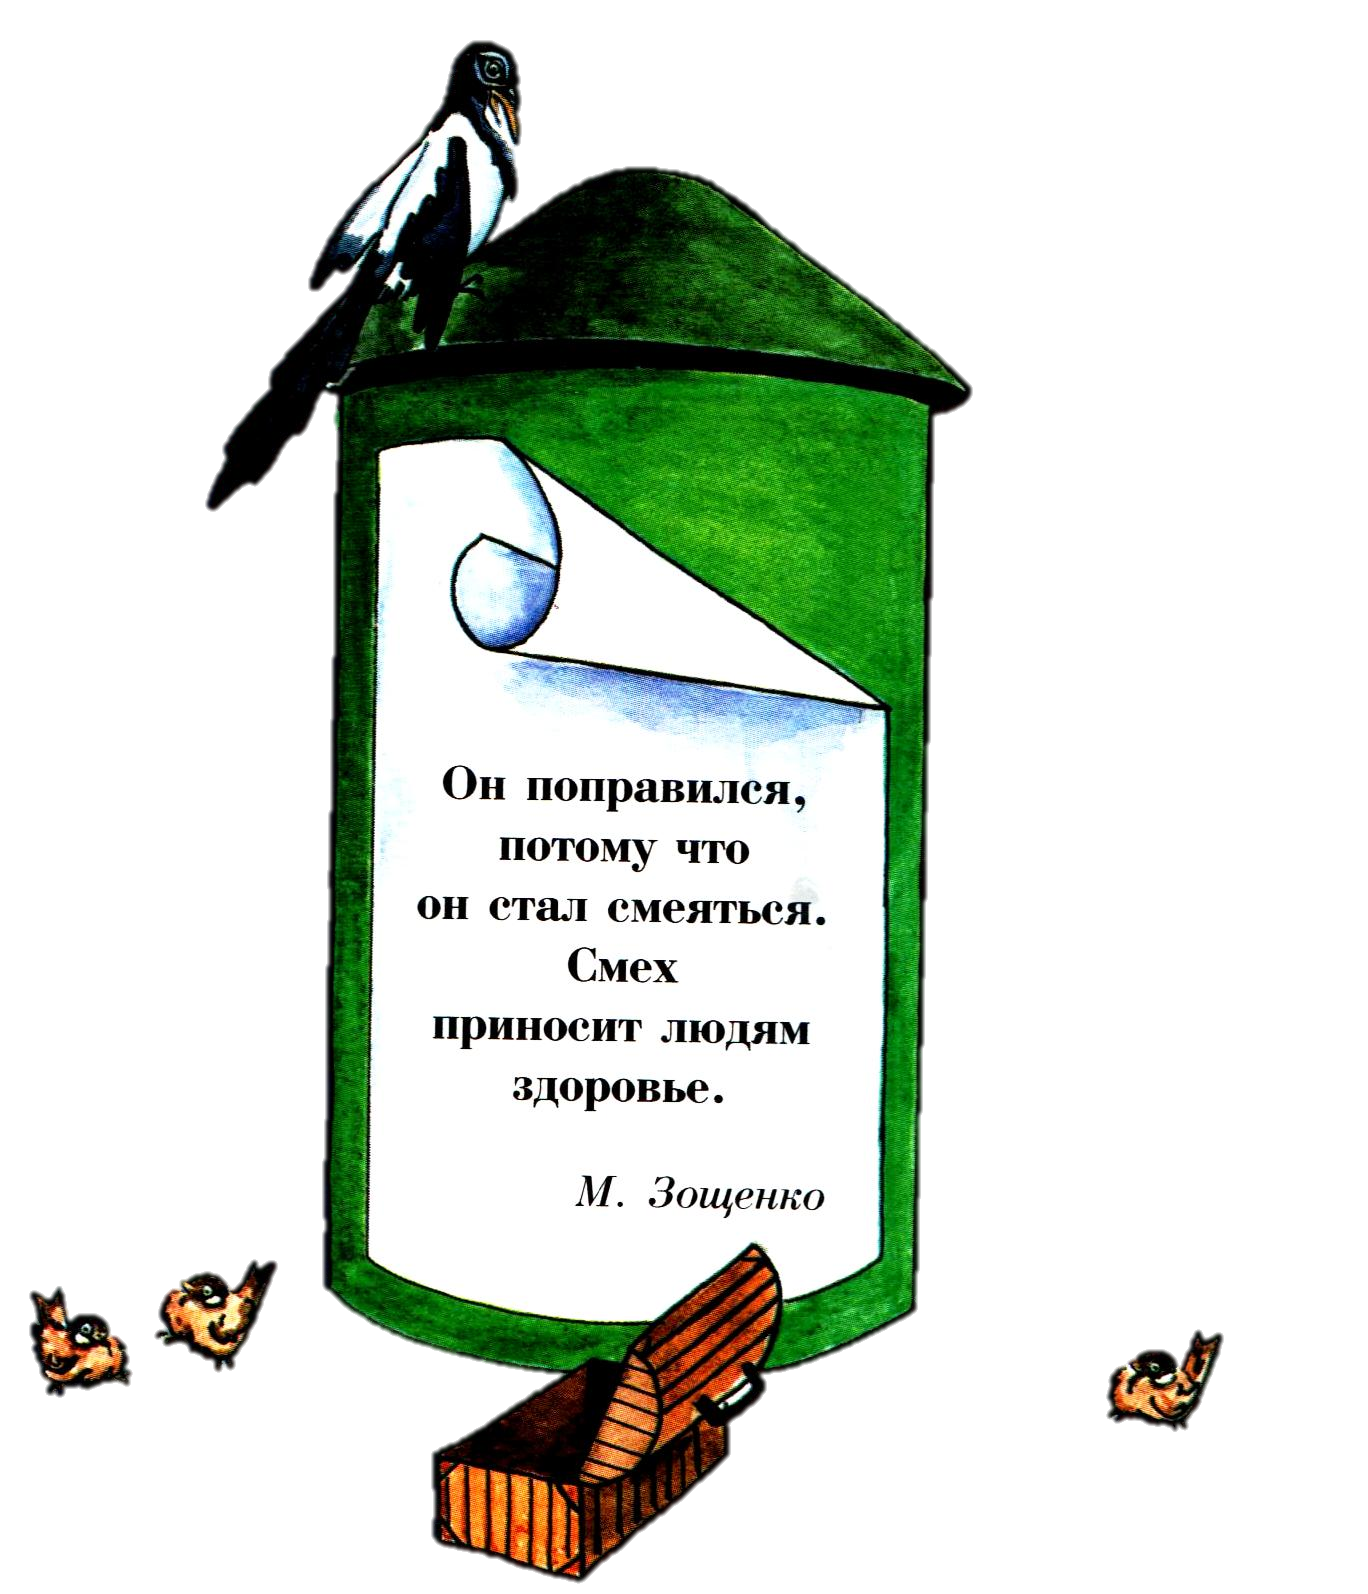 Он поправился,
потому что
он стал смеяться.
Смех
приносит людям
здоровье.
М. Зощенко